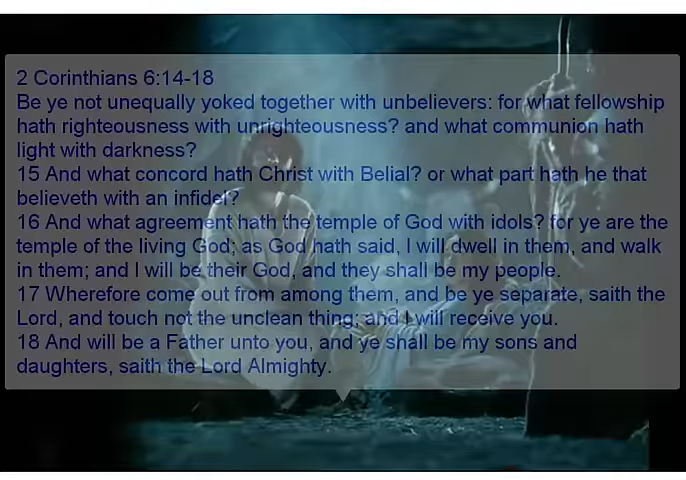 2 Corinthians 6:14-18
Be ye not unequally yoked together with unbelievers: for what fellowship
hath righteousness with unrighteousness? and what communion hath
light with darkness?
15 And what concord hath Christ with Belial? or what part hath he that
believeth with an infidel?
16 And what agreement hath the temple of God with idols? for ye are the
temple of the living God; as God hath said, I will dwell in them, and walk
in them; and I will be their God, and they shall be my people.
17 Wherefore come out from among them, and be ye separate, saith the
Lord, and touch not the unclean thing; and I will receive you.
18 And will be a Father unto you, and ye shall be my sons and
daughters, saith the Lord Almighty.